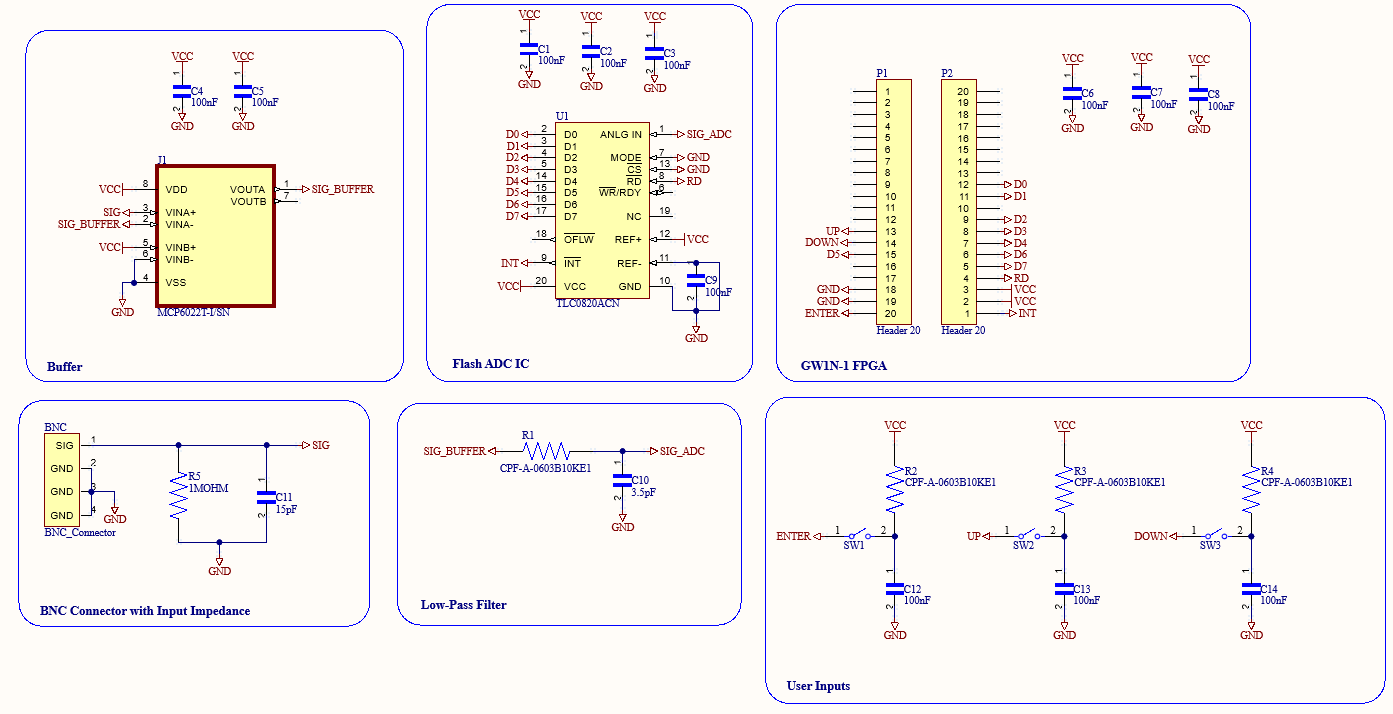 VCC
VCC
1
1
C4
100nF
C5
100nF
2
2
GND
GND
J1
VCC
8
VDD
VOUTA
1
SIG_BUFFER
VOUTB
7
SIG
3
VINA+
SIG_BUFFER
2
VINA-
VCC
5
VINB+
6
VINB-
4
VSS
GND
MCP6022T-I/SN
Buffer
VCC
VCC
VCC
1
1
1
C1
100nF
C2
100nF
C3
100nF
2
2
2
GND
GND
GND
U1
D0
2
D0
ANLG IN
1
SIG_ADC
D1
3
D1
D2
4
D2
MODE
7
GND
D3
5
D3
CS
13
GND
D4
14
D4
RD
8
RD
D5
15
D5
WR/RDY
6
D6
16
D6
D7
17
D7
NC
19
18
OFLW
REF+
12
VCC
INT
9
INT
REF-
11
VCC
20
VCC
GND
10
TLC0820ACN
1
C9
100nF
2
GND
Flash ADC IC
P1
1
2
3
4
5
6
7
8
9
10
11
12
UP
13
DOWN
14
D5
15
16
17
GND
18
GND
19
ENTER
20
Header 20
P2
20
19
18
17
16
15
14
13
12
D0
11
D1
10
9
D2
8
D3
7
D4
6
D6
5
D7
4
RD
3
VCC
2
VCC
1
INT
Header 20
VCC
VCC
VCC
1
1
1
C6
100nF
C7
100nF
C8
100nF
2
2
2
GND
GND
GND
GW1N-1 FPGA
BNC
SIG
1
SIG
GND
2
GND
3
GND
4
GND
BNC_Connector
R5
1MOHM
1
C11
15pF
2
GND
BNC Connector with Input Impedance
SIG_BUFFER
R1
CPF-A-0603B10KE1
SIG_ADC
1
C10
3.5pF
2
GND
Low-Pass Filter
VCC
R2
CPF-A-0603B10KE1
ENTER
1
2
SW1
1
C12
100nF
2
GND
VCC
R3
CPF-A-0603B10KE1
UP
1
2
SW2
1
C13
100nF
2
GND
VCC
R4
CPF-A-0603B10KE1
DOWN
1
2
SW3
1
C14
100nF
2
GND
User Inputs